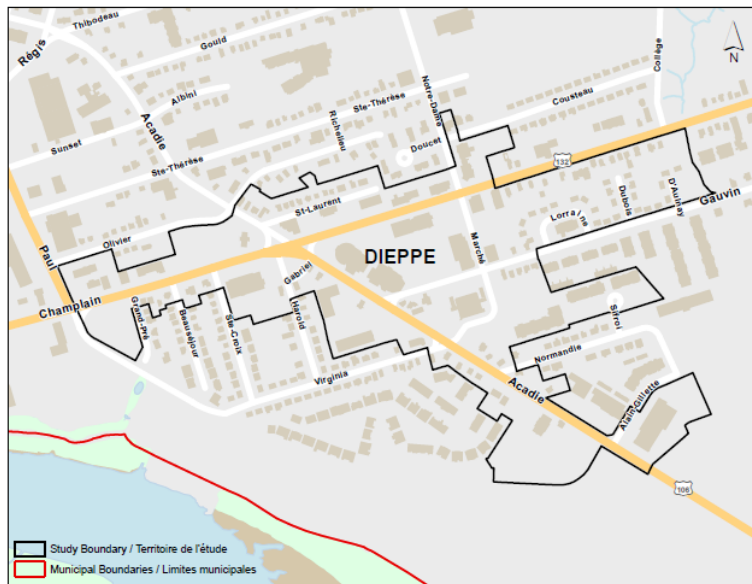 Thibodeau
Régis
Gould
Collège
N
Albini
Notre-Dame
Ste-Thérèse
Cousteau
Acadie
Sunset
Richelieu
Doucet
Ste-Thérèse
132
St-Laurent
Dubois
D'Aulnay
Gauvin
Lorraine
Olivier
Paul
Marché
DIEPPE
Gabriel
Champlain
Grand-Pré
Beauséjour
Ste-Croix
Harold
Sifroi
Normandie
Virginia
Acadie
Alain-Gillette
106
Study Boundary / Territoire de l'étude
Municipal Boundaries / Limites municipales